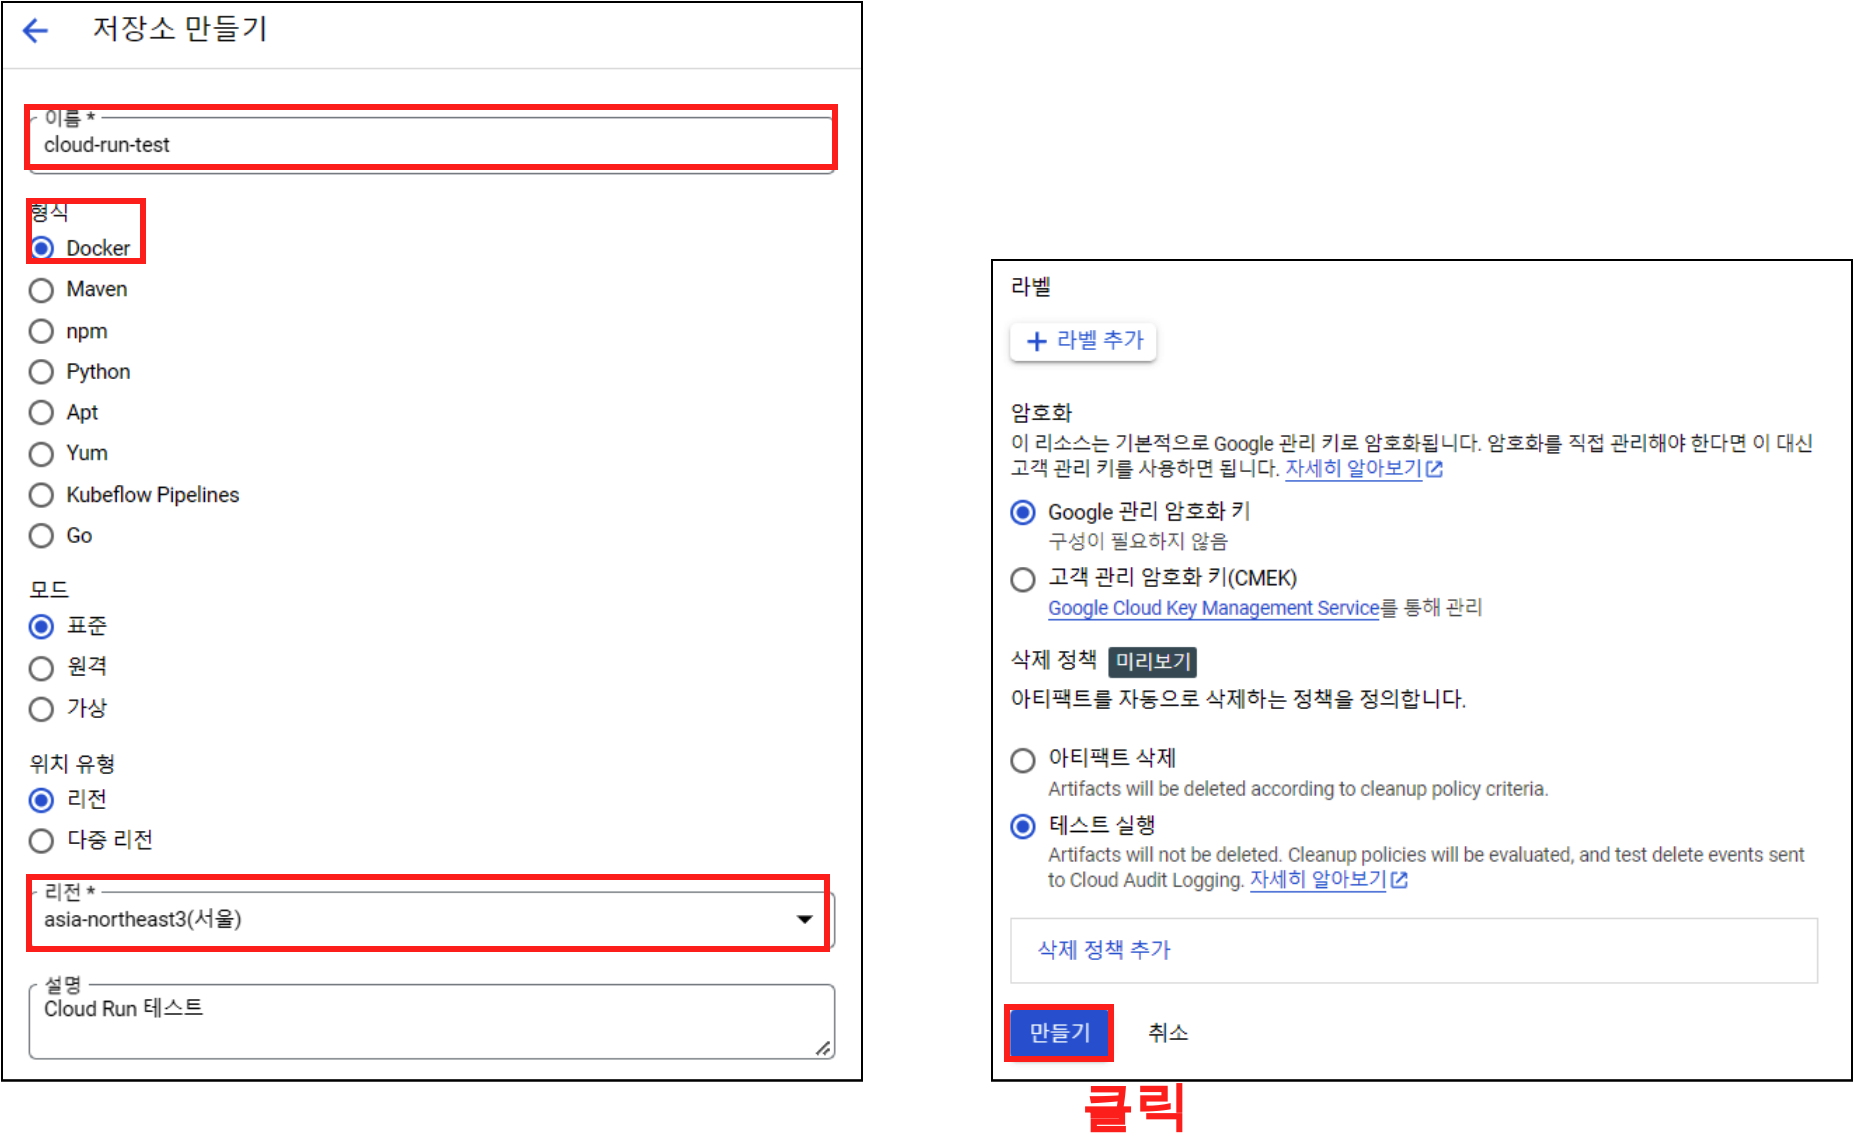 저장소 만들기
이름 *
cloud-run-test
형식
Docker
Maven
npm
Python
Apt
Yum
Kubeflow Pipelines
Go
모드
표준
원격
가상
위치 유형
리전
다중 리전
리전 *
asia-northeast3(서울)
설명
Cloud Run 테스트
라벨
라벨 추가
암호화
이 리소스는 기본적으로 Google 관리 키로 암호화됩니다. 암호화를 직접 관리해야 한다면 이 대신
고객 관리 키를 사용하면 됩니다. 자세히 알아보기
Google 관리 암호화 키
구성이 필요하지 않음
고객 관리 암호화 키(CMEK)
Google Cloud Key Management Service를 통해 관리
삭제 정책 미리보기
아티팩트를 자동으로 삭제하는 정책을 정의합니다.
아티팩트 삭제
Artifacts will be deleted according to cleanup policy criteria.
테스트 실행
Artifacts will not be deleted. Cleanup policies will be evaluated, and test delete events sent
to Cloud Audit Logging. 자세히 알아보기
삭제 정책 추가
만들기 취소
클릭